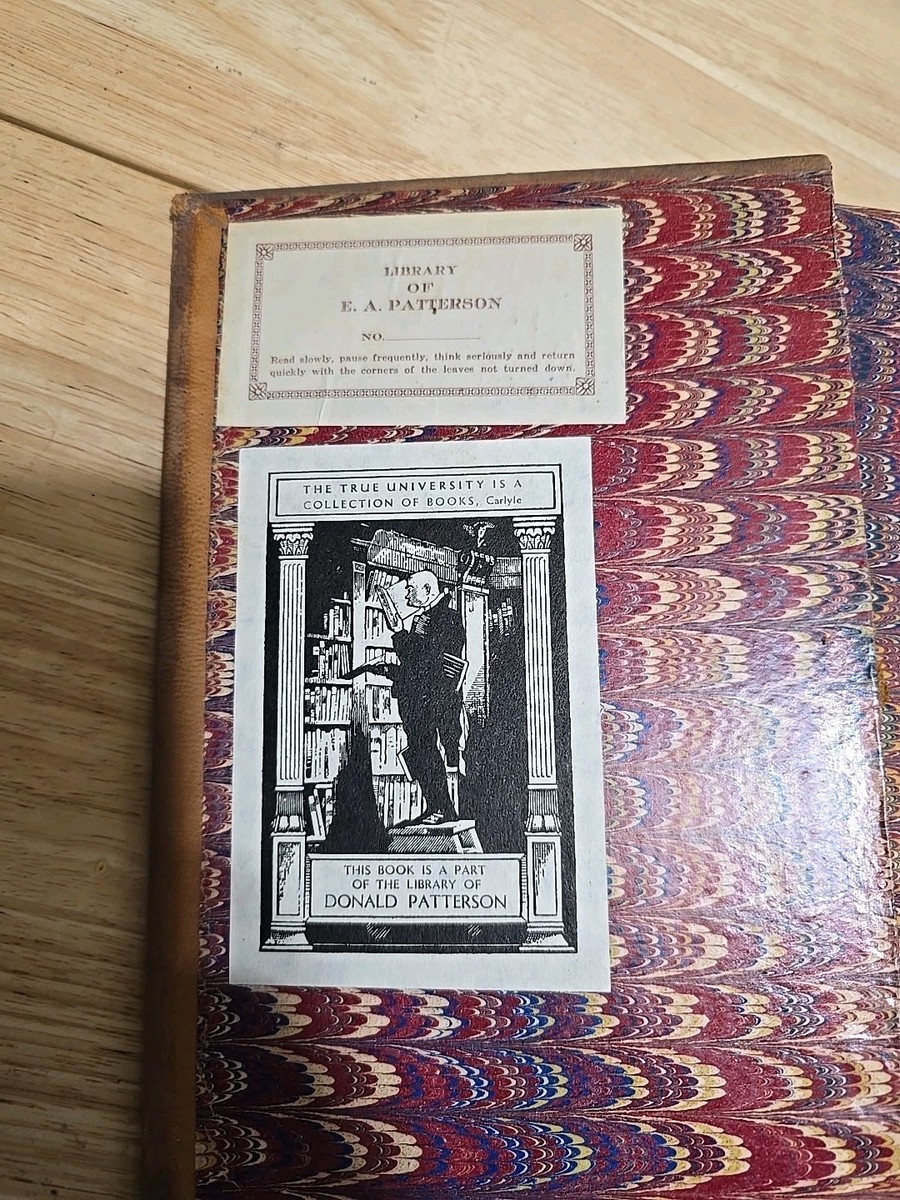 LIBRARY
OF
E. A. PATTERSON
NO.
Read slowly, pause frequently, think seriously and return
quickly with the corners of the leaves not turned down.
THE TRUE UNIVERSITY IS A
COLLECTION OF BOOKS, Carlyle
THIS BOOK IS A PART
OF THE LIBRARY OF
DONALD PATTERSON